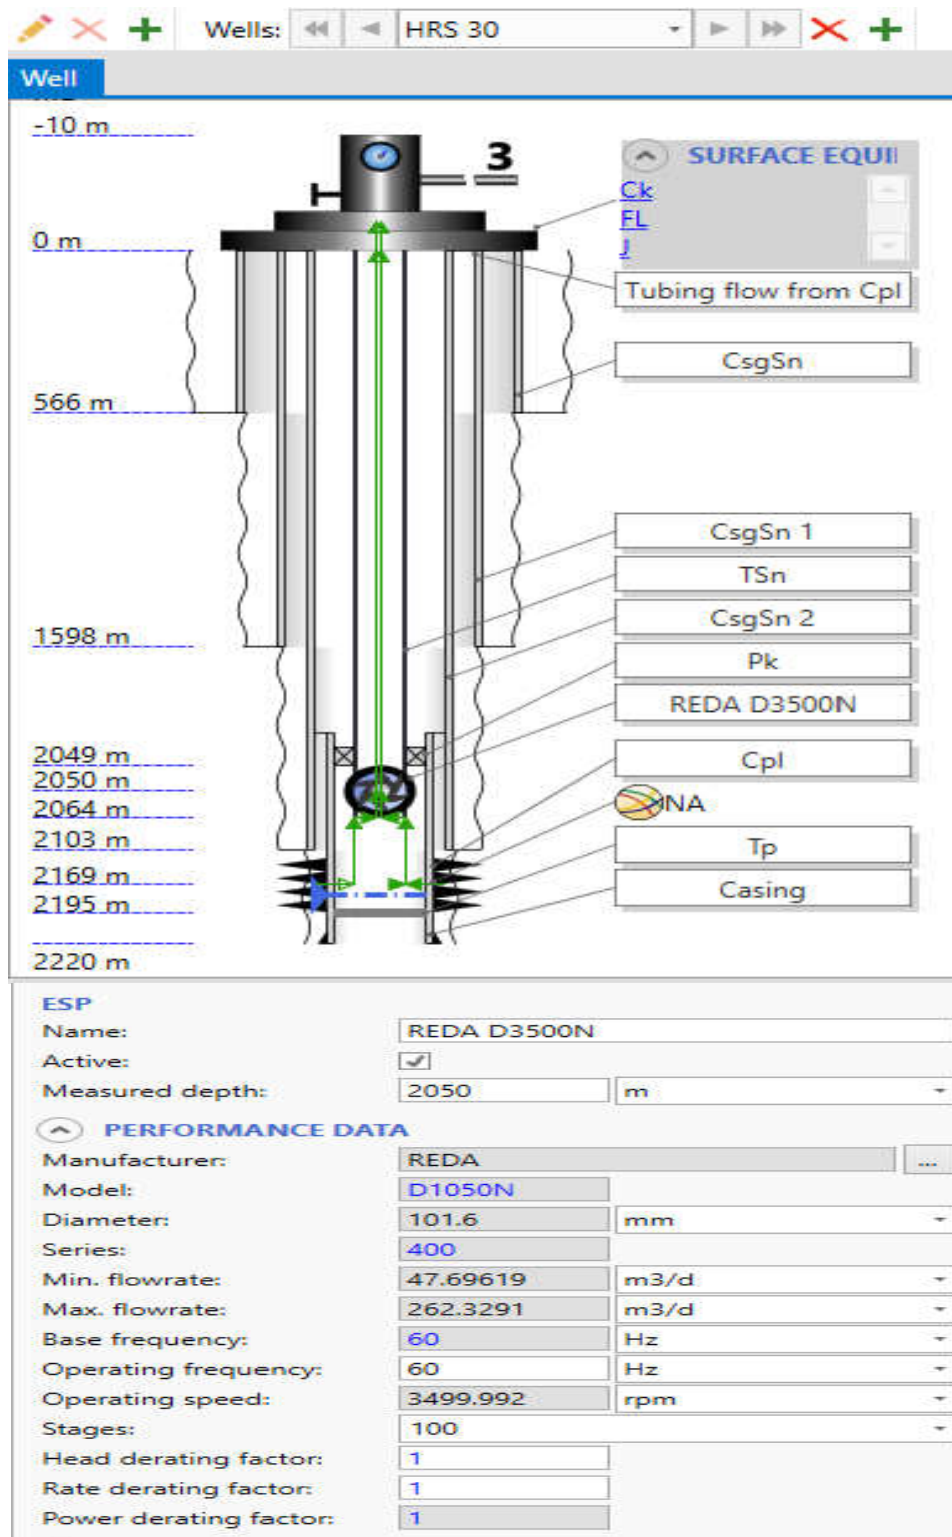 Wells: HRS 30
Well
-10 m
3
SURFACE EQUI
Ck
FL
J
0 m
Tubing flow from Cpl
CsgSn
566 m
CsgSn 1
TSn
CsgSn 2
1598 m
Pk
REDA D3500N
2049 m
Cpl
2050 m
2064 m
NA
2103 m
Tp
2169 m
Casing
2195 m
2220 m
ESP
Name: REDA D3500N
Active:
Measured depth: 2050 m
PERFORMANCE DATA
Manufacturer: REDA ...
Model: D1050N
Diameter: 101.6 mm
Series: 400
Min. flowrate: 47.69619 m3/d
Max. flowrate: 262.3291 m3/d
Base frequency: 60 Hz
Operating frequency: 60 Hz
Operating speed: 3499.992 rpm
Stages: 100
Head derating factor: 1
Rate derating factor: 1
Power derating factor: 1